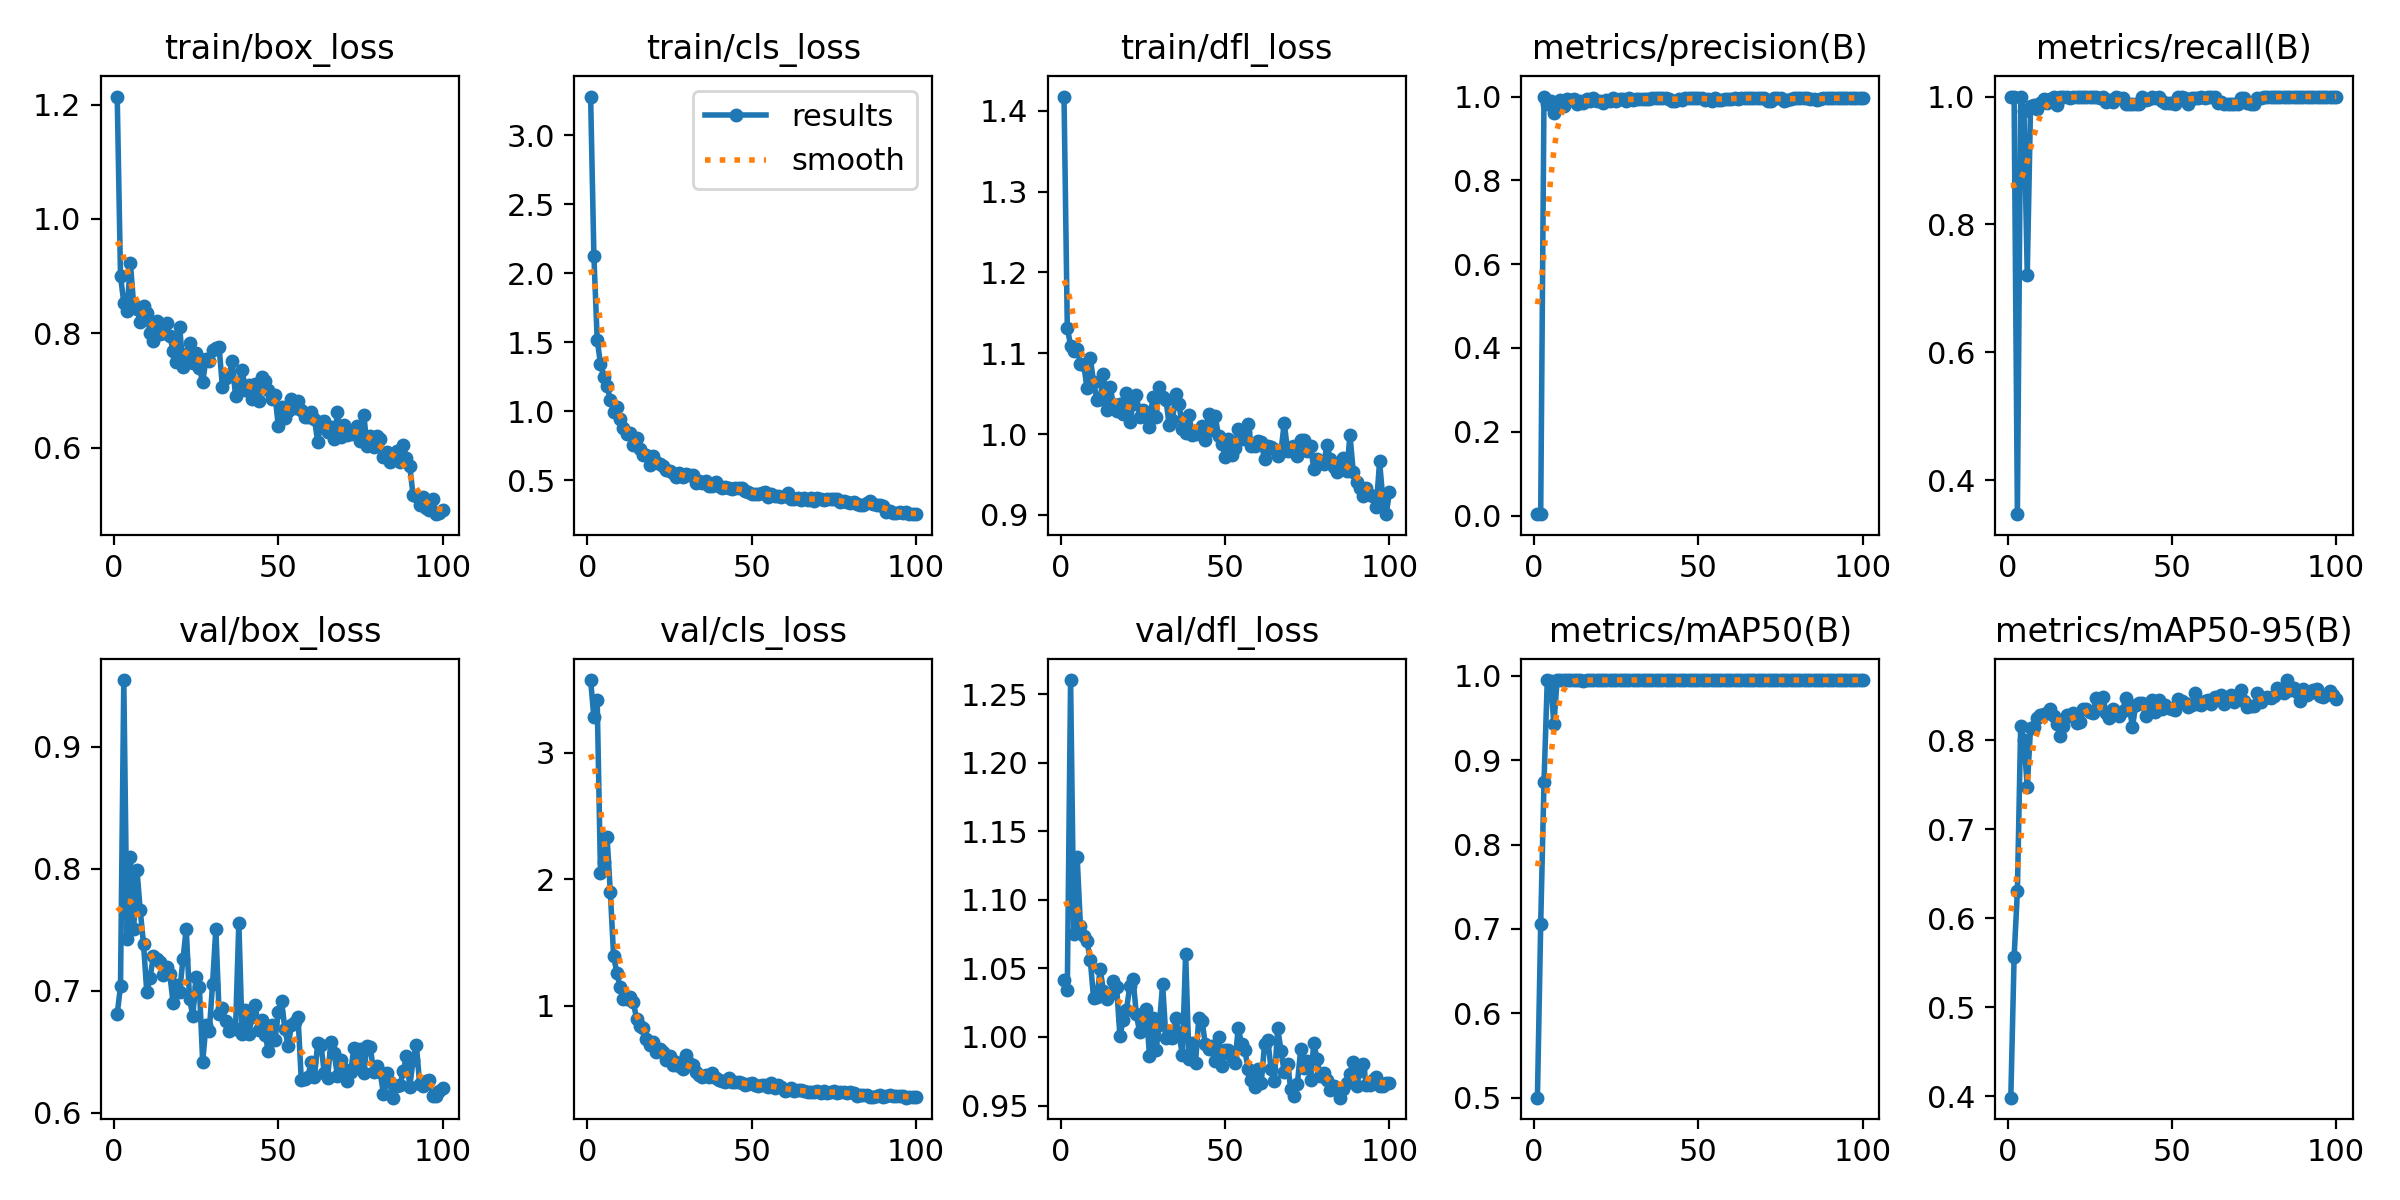 train/box_loss
1.2
1.0
0.8
0.6
0 50 100
train/cls_loss
results
smooth
3.0
2.5
2.0
1.5
1.0
0.5
0 50 100
train/dfl_loss
1.4
1.3
1.2
1.1
1.0
0.9
0 50 100
metrics/precision(B)
1.0
0.8
0.6
0.4
0.2
0.0
0 50 100
metrics/recall(B)
1.0
0.8
0.6
0.4
0 50 100
val/box_loss
0.9
0.8
0.7
0.6
0 50 100
val/cls_loss
3
2
1
0 50 100
val/dfl_loss
1.25
1.20
1.15
1.10
1.05
1.00
0.95
0 50 100
metrics/mAP50(B)
1.0
0.9
0.8
0.7
0.6
0.5
0 50 100
metrics/mAP50-95(B)
0.8
0.7
0.6
0.5
0.4
0 50 100